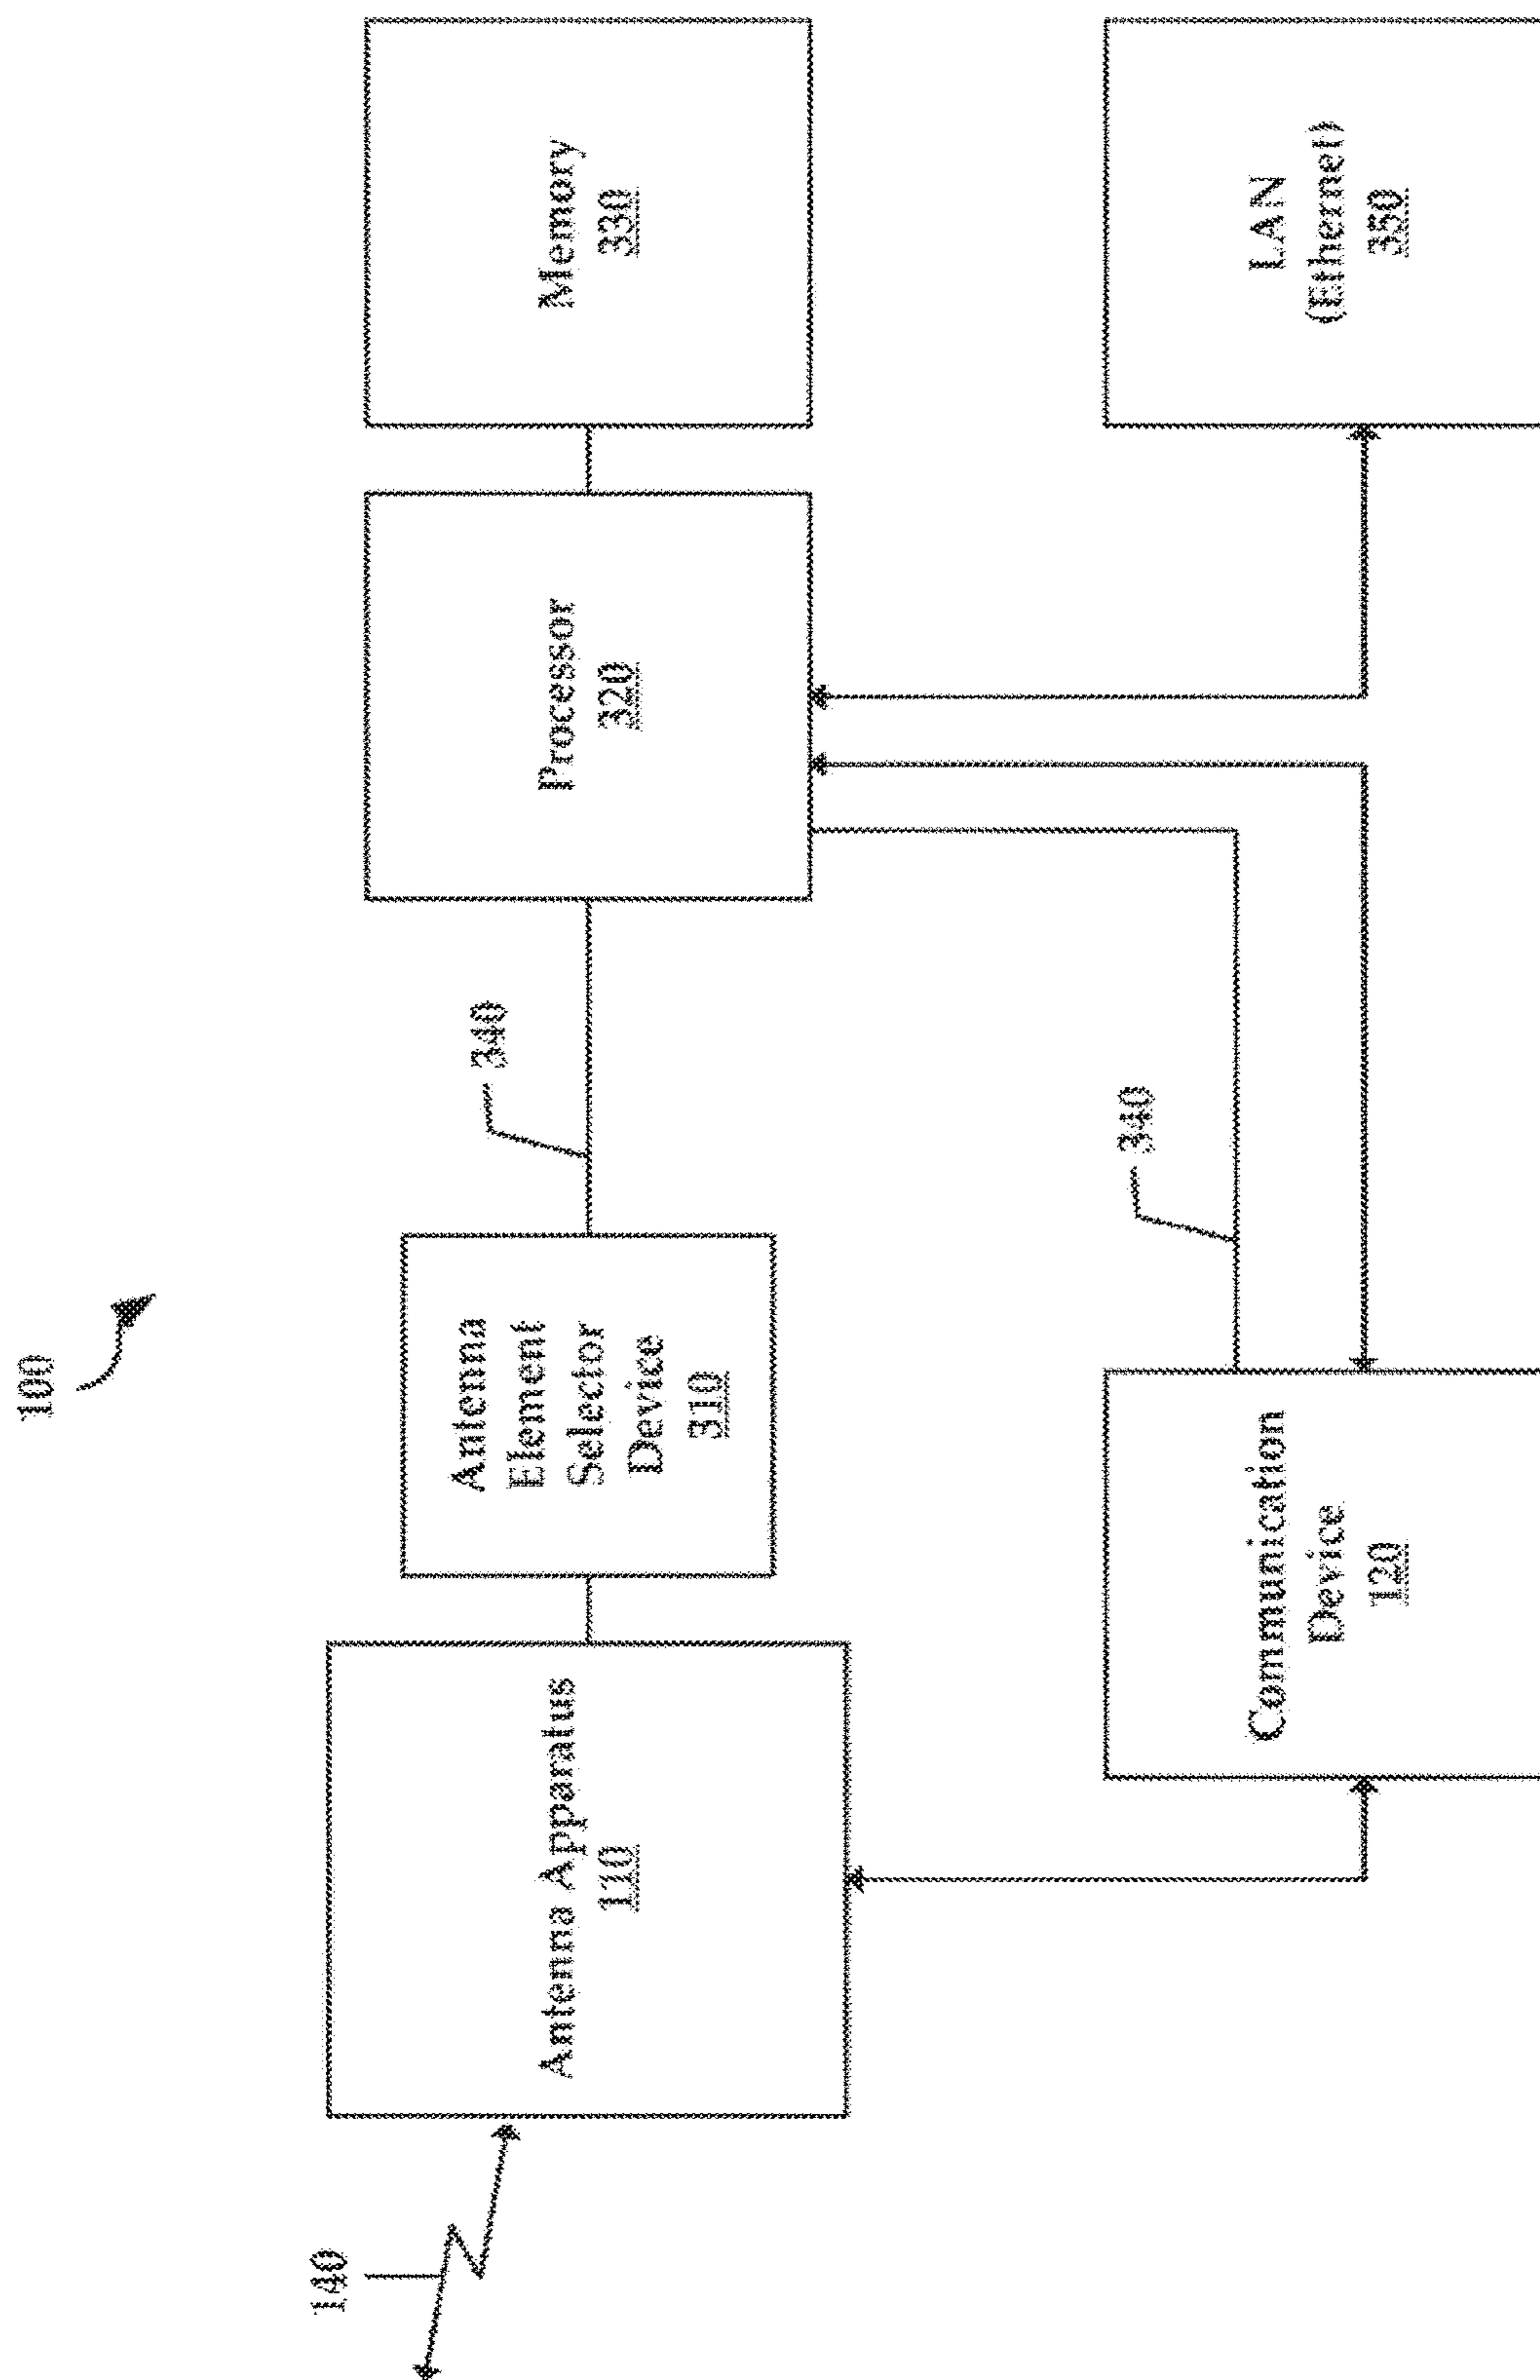 100
140
Antenna Apparatus
110
Antenna
Element
Selector
Device
310
340
Processor
320
Memory
330
Communication
Device
120
340
LAN
(Ethernet)
350